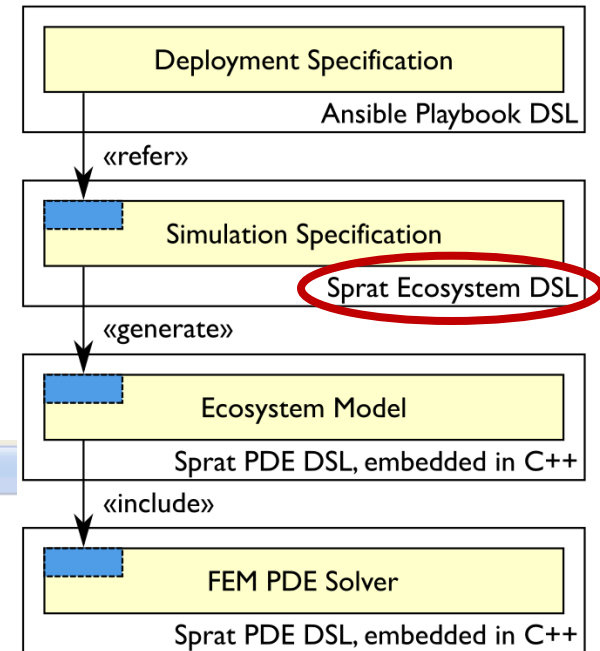 Deployment Specification
Ansible Playbook DSL
«refer»
Simulation Specification
Sprat Ecosystem DSL
«generate»
Ecosystem Model
Sprat PDE DSL, embedded in C++
«include»
FEM PDE Solver
Sprat PDE DSL, embedded in C++